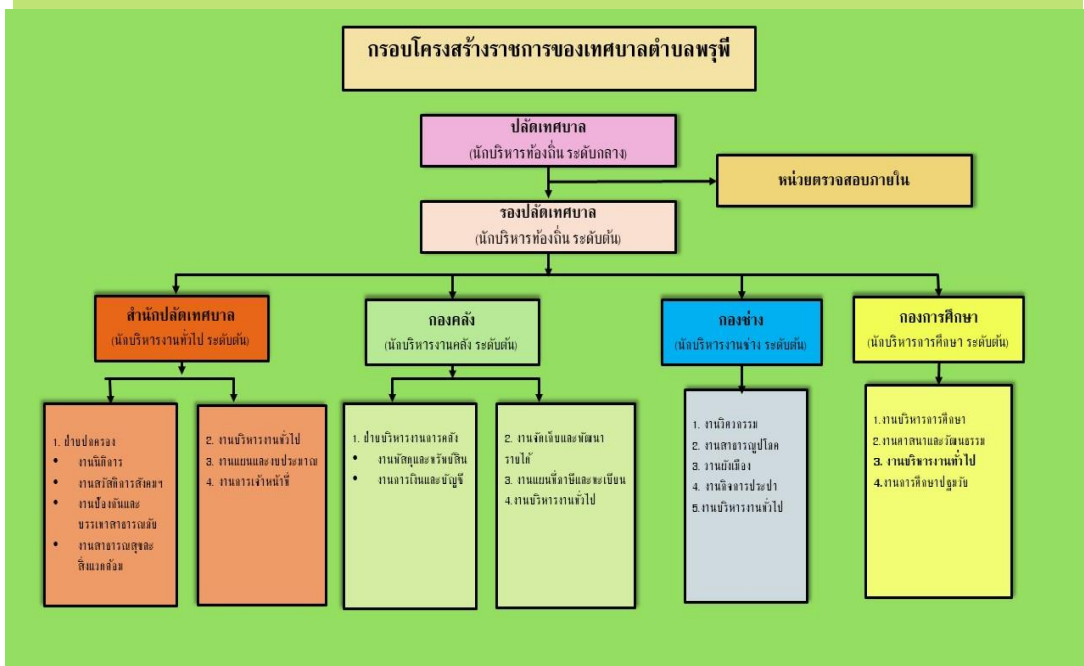 กรอบโครงสร้างราชการของเทศบาลตำบลพรุพี
ปลัดเทศบาล
(นักบริหารท้องถิ่น ระดับกลาง)
หน่วยตรวจสอบภายใน
รองปลัดเทศบาล
(นักบริหารท้องถิ่น ระดับต้น)
สำนักปลัดเทศบาล
(นักบริหารงานทั่วไป ระดับต้น)
กองคลัง
(นักบริหารงานคลัง ระดับต้น)
กองช่าง
(นักบริหารงานช่าง ระดับต้น)
กองการศึกษา
(นักบริหารการศึกษา ระดับต้น)
1. ฝ่ายปกครอง
• งานนิติการ
• งานสวัสดิการสังคมฯ
• งานป้องกันและ
บรรเทาสาธารณภัย
• งานสาธารณสุขและ
สิ่งแวดล้อม
2. งานบริหารงานทั่วไป
3. งานแผนและงบประมาณ
4. งานการเจ้าหน้าที่
1. ฝ่ายบริหารงานการคลัง
• งานพัสดุและทรัพย์สิน
• งานการเงินและบัญชี
2. งานจัดเก็บและพัฒนา
รายได้
3. งานแผนที่ภาษีและทะเบียน
4.งานบริหารงานทั่วไป
1. งานวิศวกรรม
2. งานสาธารณูปโภค
3. งานผังเมือง
4. งานกิจการประปา
5.งานบริหารงานทั่วไป
1.งานบริหารการศึกษา
2.งานศาสนาและวัฒนธรรม
3. งานบริหารงานทั่วไป
4.งานการศึกษาปฐมวัย